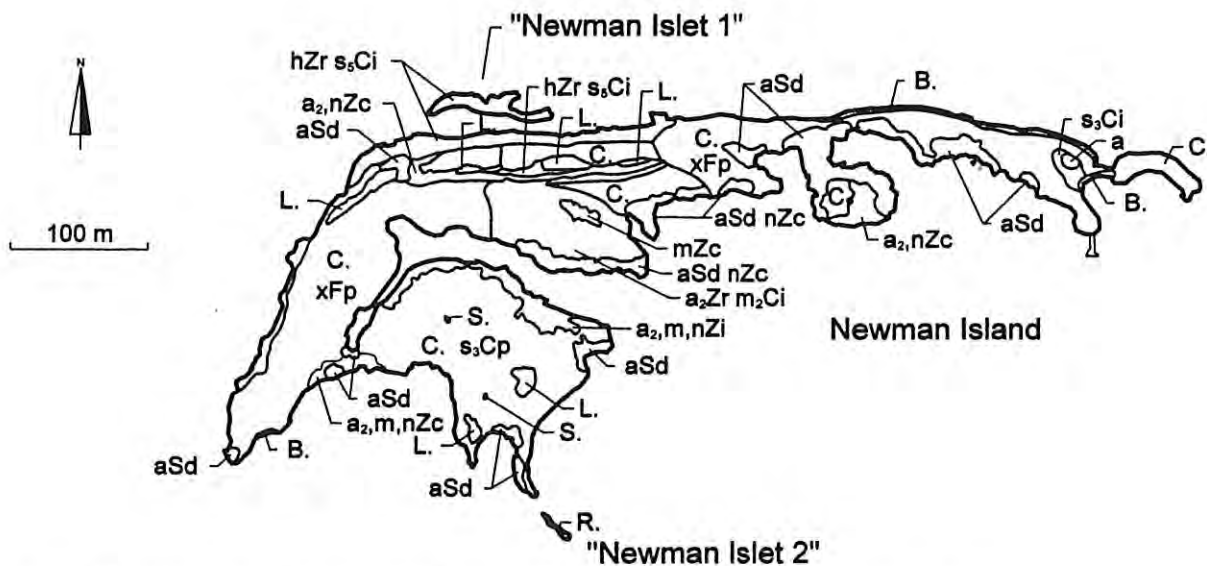 "Newman Islet 1"
N
hZr s₅Ci
hZr s₅Ci
a₂,nZc
aSd
L.
L.
C.
aSd
B.
C.
xFp
s₃Ci
a
C.
L.
C.
C.
B.
aSd nZc
aSd
100 m
mZc
a₂,nZc
C.
xFp
aSd nZc
a₂Zr m₂Ci
S.
a₂,m,nZi
Newman Island
C.
s₃Cp
aSd
aSd
L.
a₂,m,nZc
S.
B.
L.
aSd
aSd
R.
"Newman Islet 2"